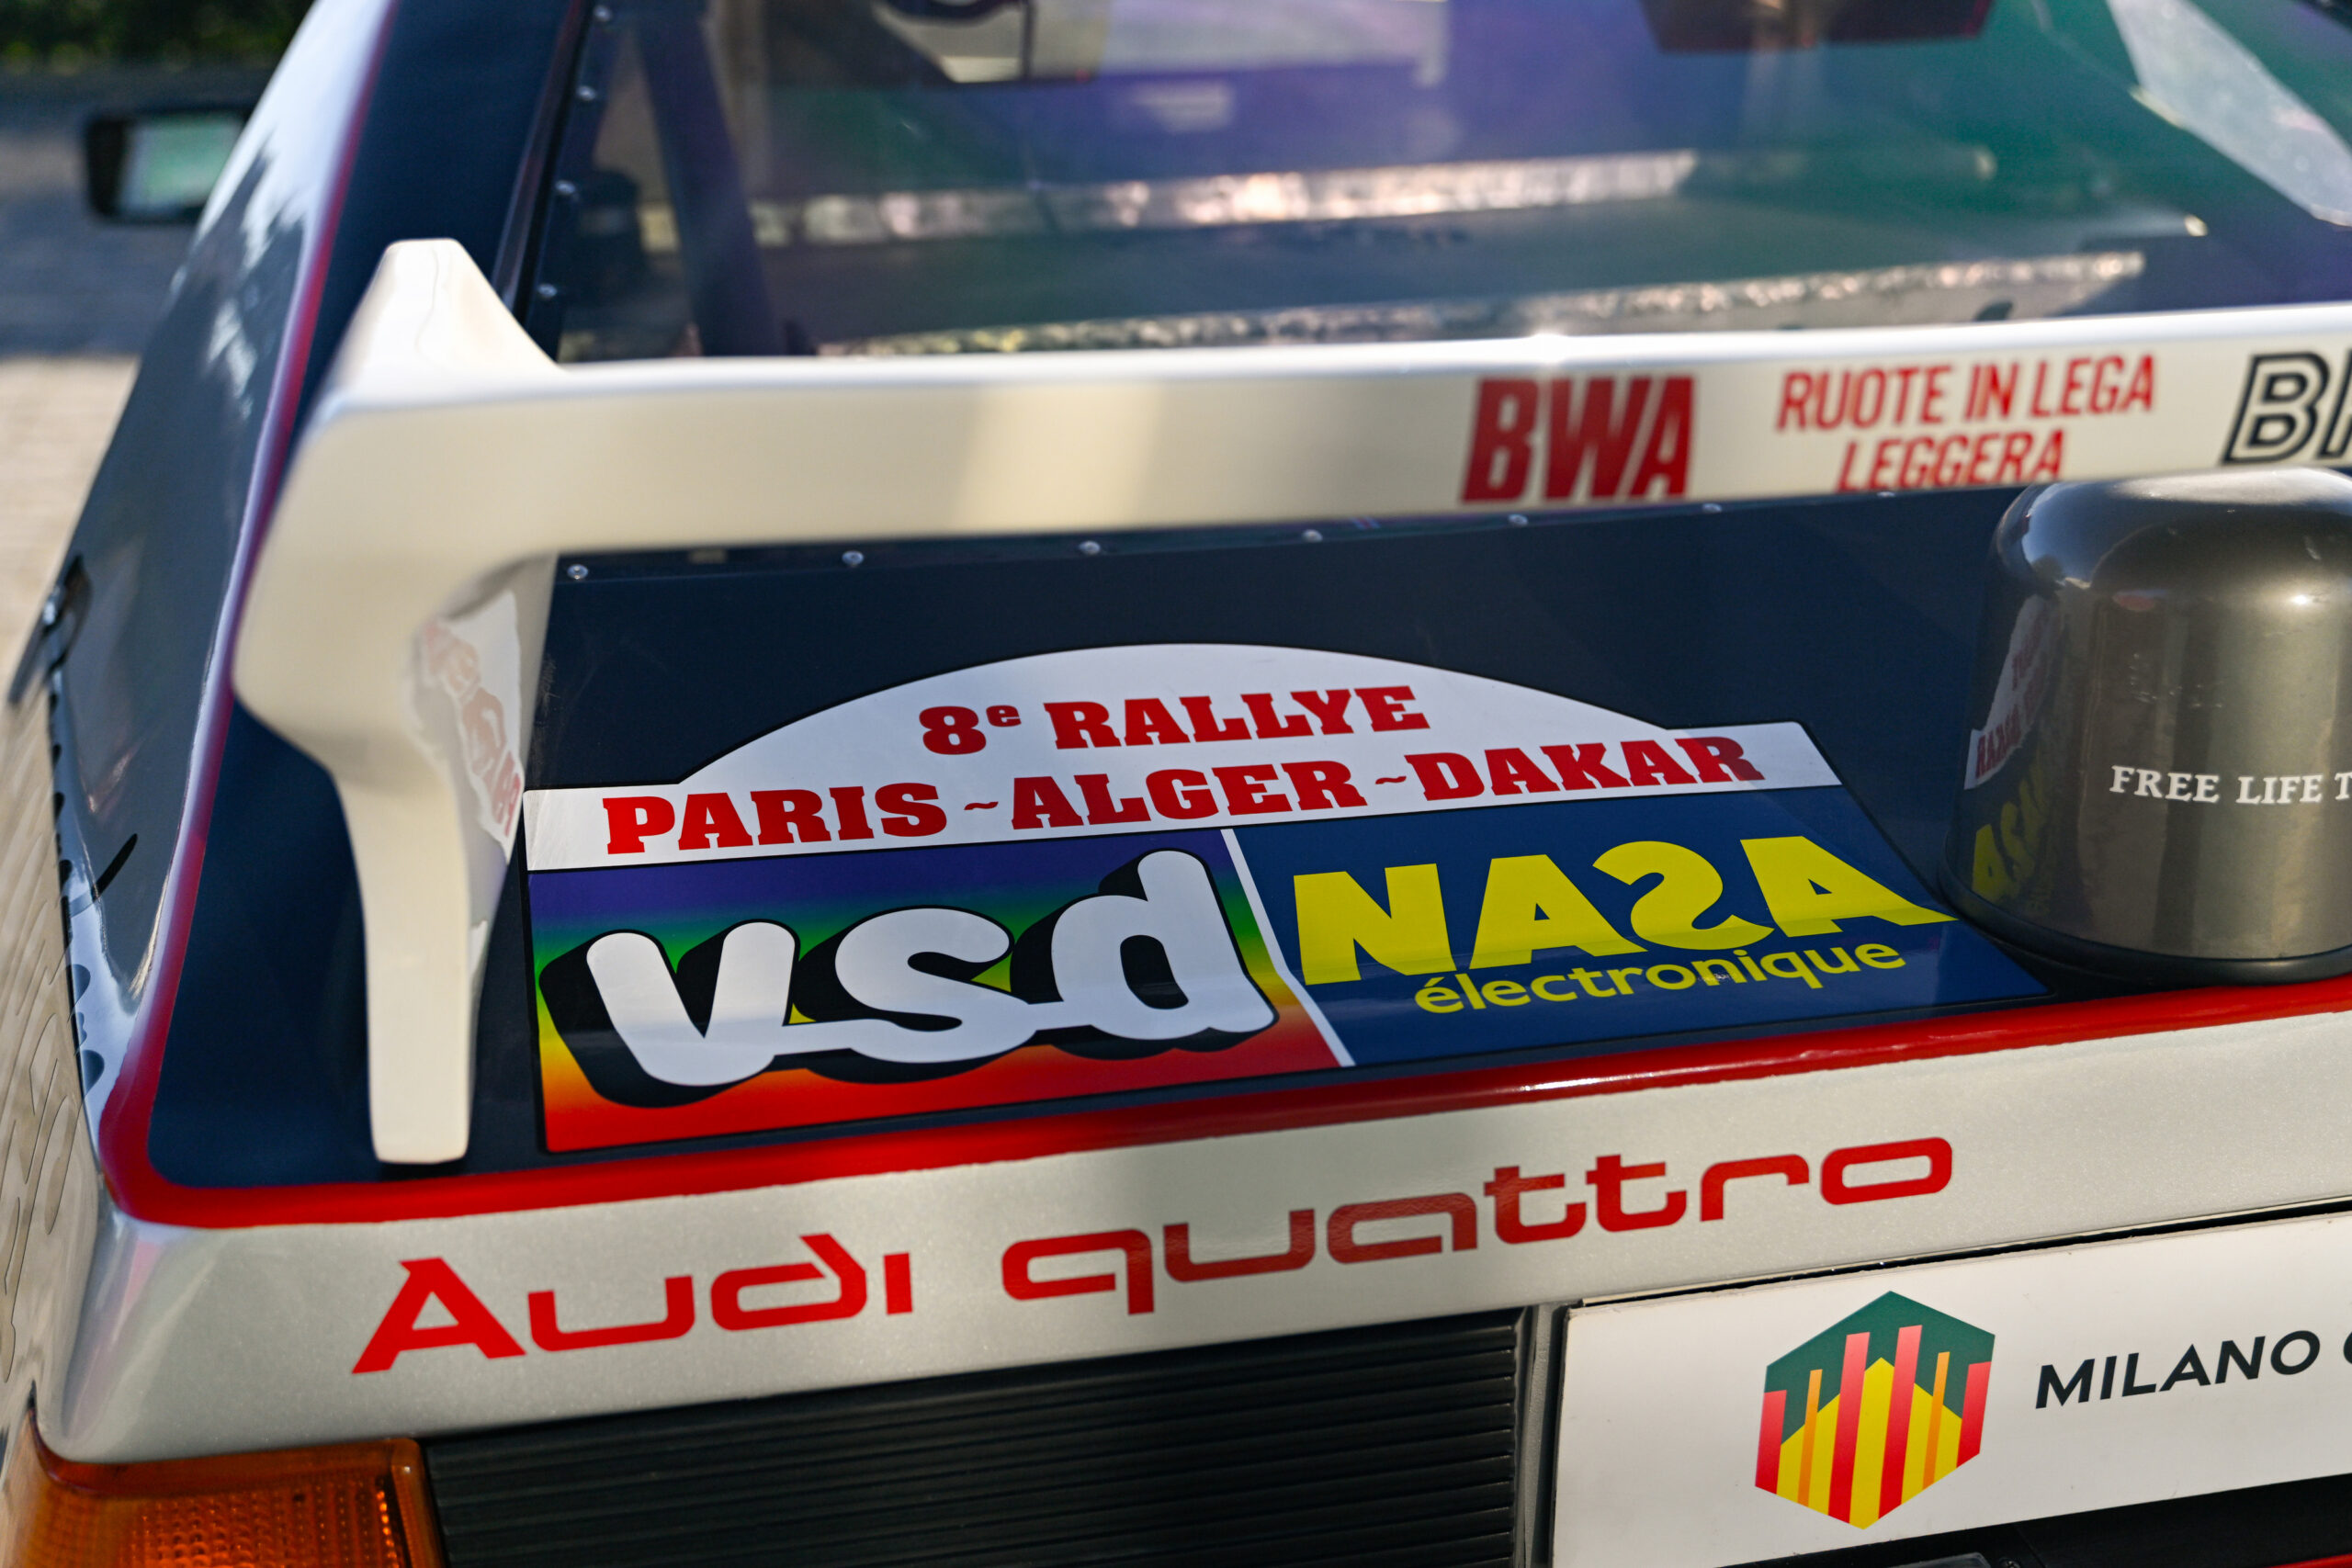 BWA
RUOTE IN LEGA
LEGGERA
8e RALLYE
PARIS~ALGER~DAKAR
vsd
NASA
électronique
FREE LIFE
Audi quattro
MILANO